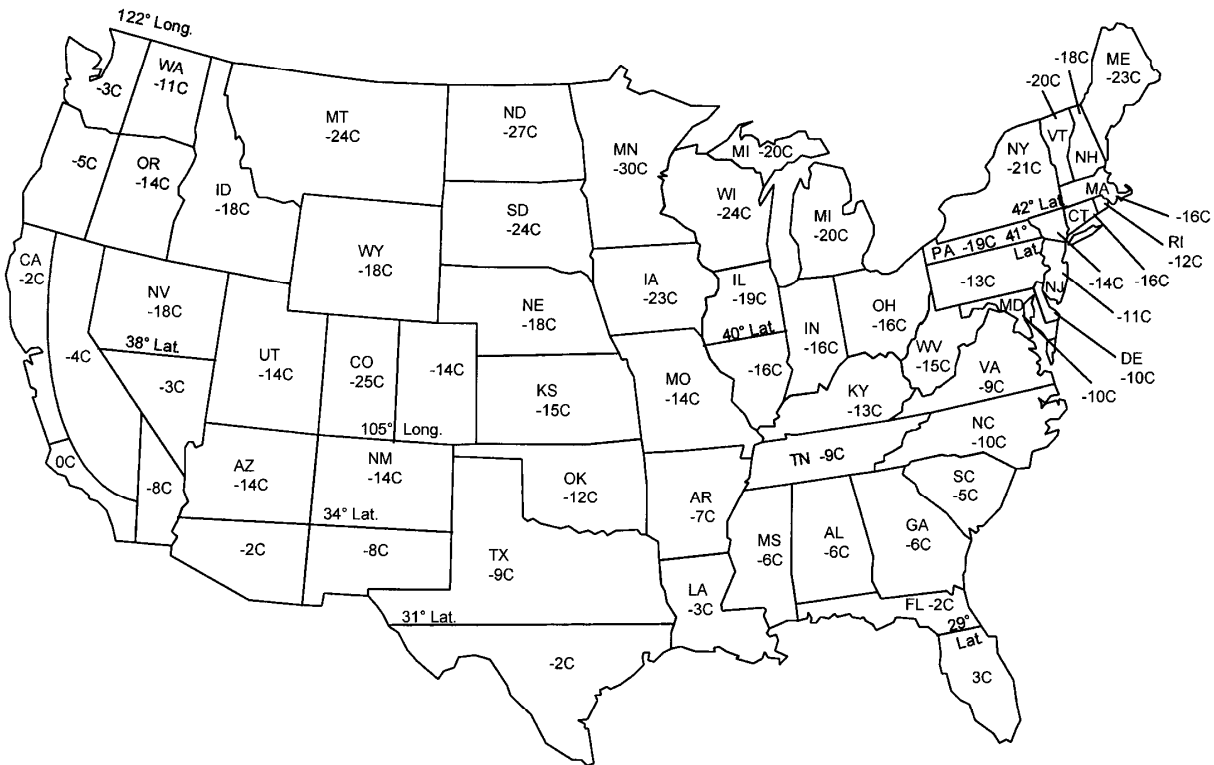 122° Long.
WA
-11C
-3C
MT
-24C
ND
-27C
MN
-30C
-18C
-20C
ME
-23C
VT
NH
NY
-21C
MI -20C
-5C
OR
-14C
ID
-18C
SD
-24C
WI
-24C
MI
-20C
42° Lat.
MA
-16C
CT
RI
-12C
CA
-2C
WY
-18C
PA -19C 41°
Lat.
-14C
-16C
NV
-18C
IA
-23C
IL
-19C
-13C
NJ
-11C
NE
-18C
OH
-16C
MD
IN
-16C
40° Lat.
38° Lat.
-4C
UT
-14C
CO
-25C
-14C
WV
-15C
DE
-10C
-10C
-3C
KS
-15C
MO
-14C
-16C
KY
-13C
VA
-9C
105° Long.
NC
-10C
0C
AZ
-14C
NM
-14C
TN -9C
-8C
OK
-12C
SC
-5C
AR
-7C
34° Lat.
GA
-6C
MS
-6C
AL
-6C
-2C
-8C
TX
-9C
LA
-3C
FL -2C
31° Lat.
29°
Lat
-2C
3C